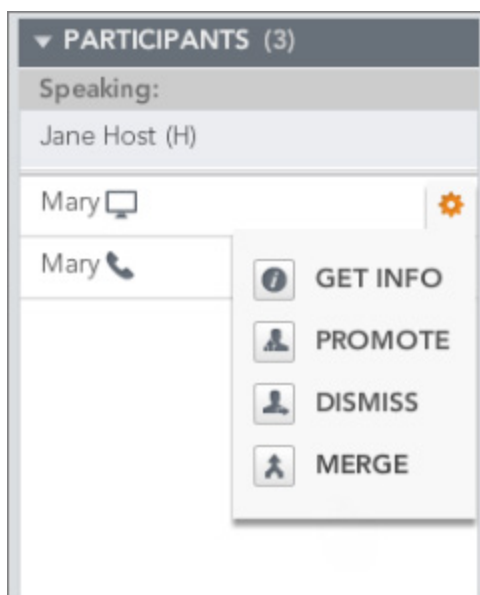 PARTICIPANTS (3)
Speaking:
Jane Host (H)
Mary
Mary
GET INFO
PROMOTE
DISMISS
MERGE